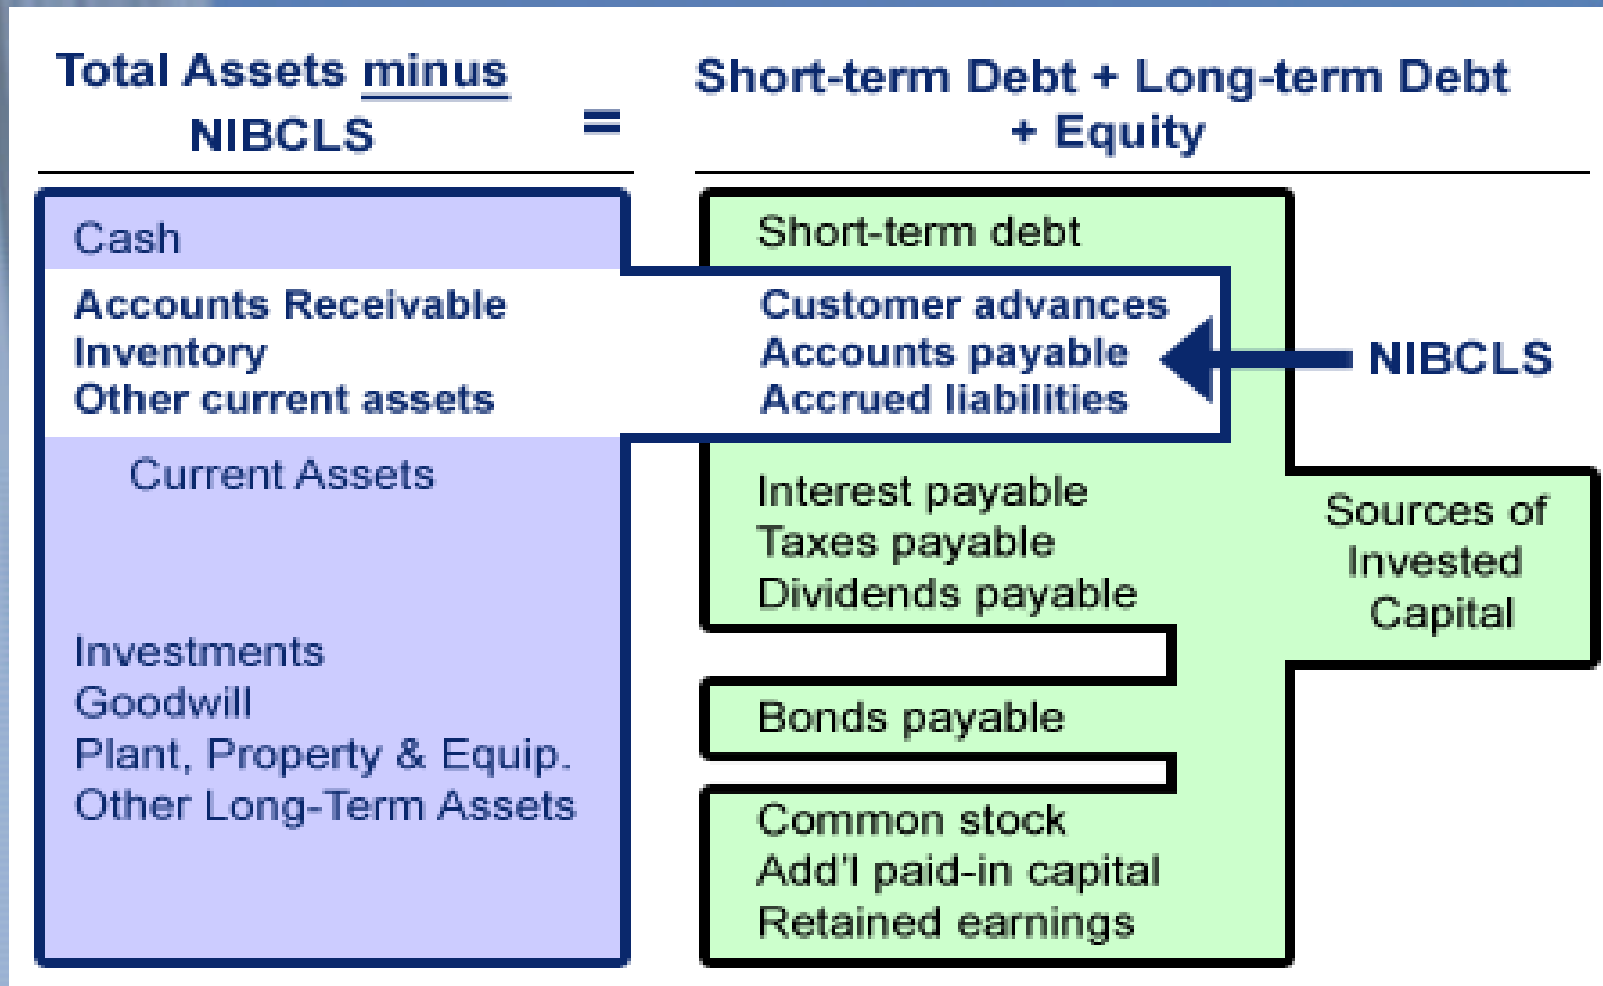 Total Assets minus
NIBCLS
=
Short-term Debt + Long-term Debt
+ Equity
Cash
Accounts Receivable
Inventory
Other current assets
Current Assets
Investments
Goodwill
Plant, Property & Equip.
Other Long-Term Assets
Short-term debt
Customer advances
Accounts payable
Accrued liabilities
NIBCLS
Interest payable
Taxes payable
Dividends payable
Bonds payable
Common stock
Add'l paid-in capital
Retained earnings
Sources of
Invested
Capital